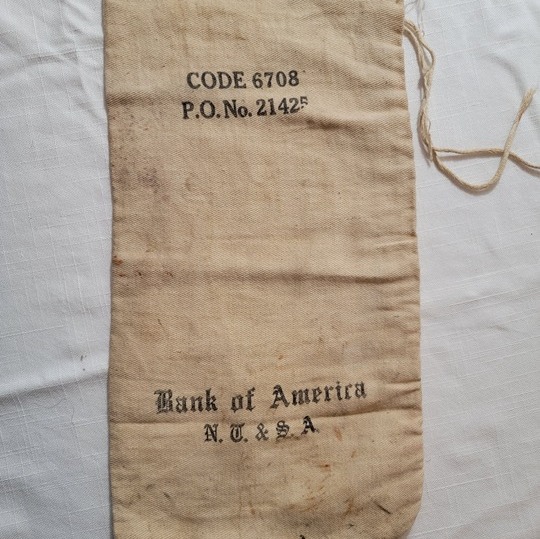 CODE 6708
P.O. No. 21425
Bank of America
N. T. & S. A.